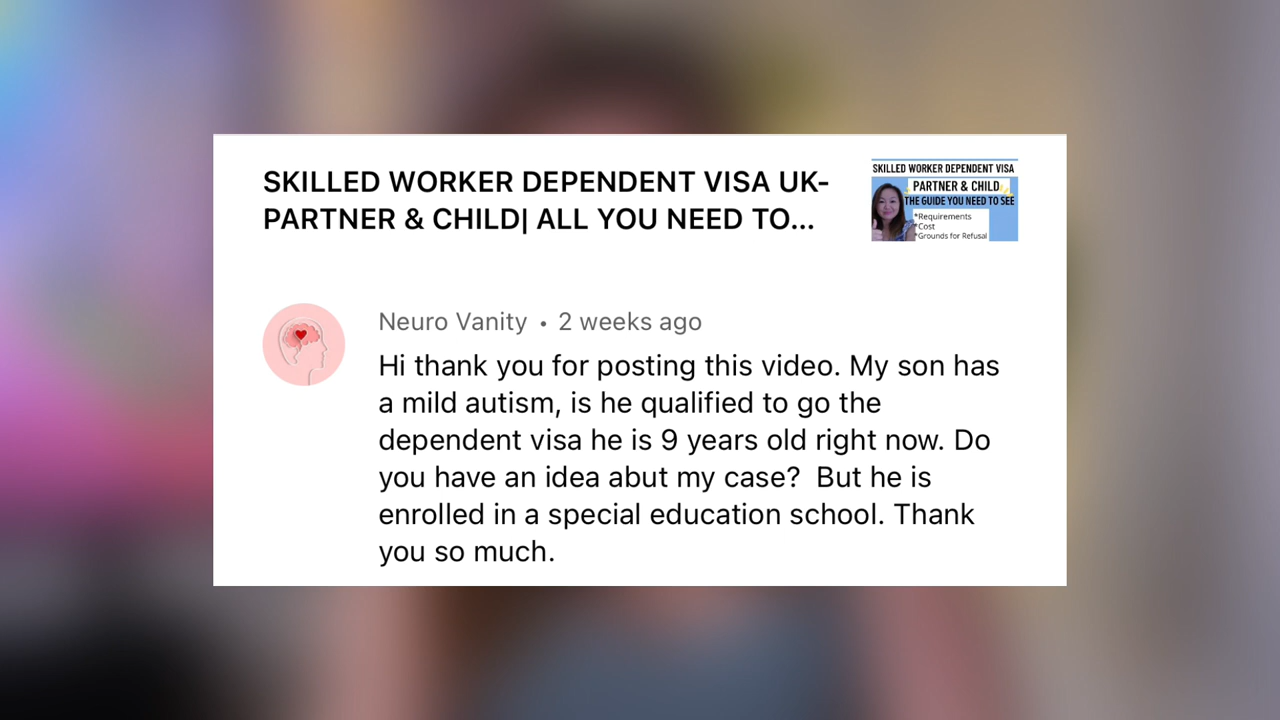 SKILLED WORKER DEPENDENT VISA UK-
PARTNER & CHILD| ALL YOU NEED TO...
SKILLED WORKER DEPENDENT VISA
PARTNER & CHILD
THE GUIDE YOU NEED TO SEE
*Requirements
*Cost
*Grounds for Refusal
Neuro Vanity • 2 weeks ago
Hi thank you for posting this video. My son has
a mild autism, is he qualified to go the
dependent visa he is 9 years old right now. Do
you have an idea abut my case?  But he is
enrolled in a special education school. Thank
you so much.